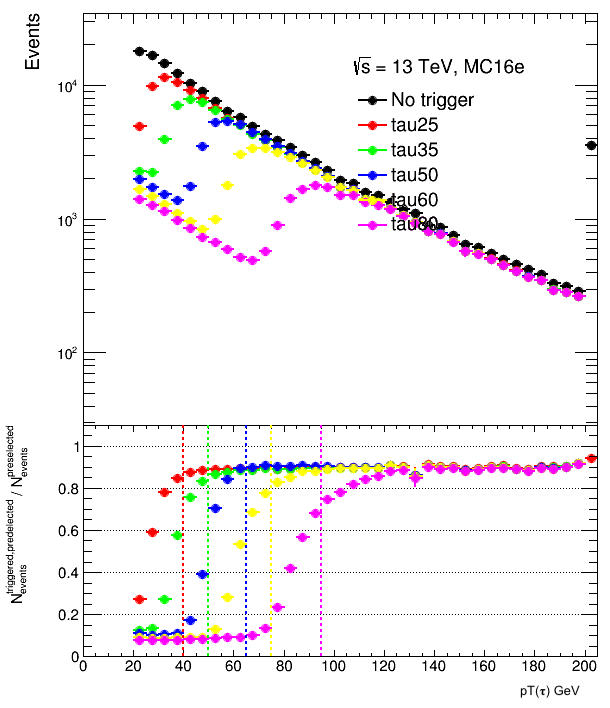 Events
√s = 13 TeV, MC16e
No trigger
tau25
tau35
tau50
tau60
tau80
10⁴
10³
10²
N^{triggered,predelected}_{events} / N^{preselected}_{events}
1
0.8
0.6
0.4
0.2
0
0 20 40 60 80 100 120 140 160 180 200
pT(τ) GeV